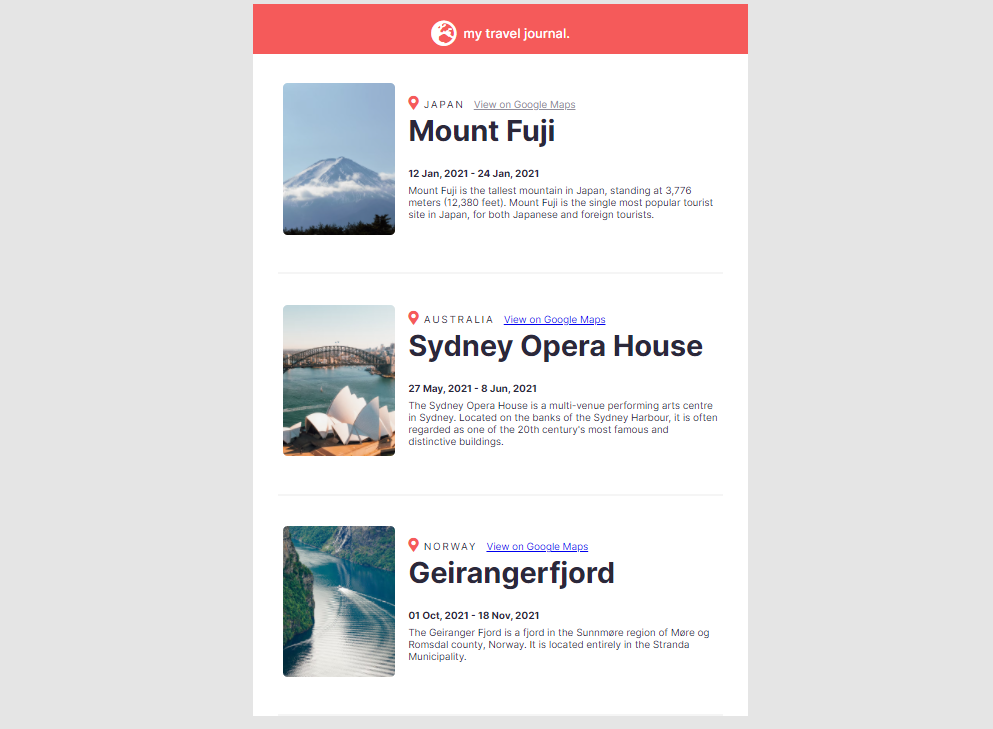 my travel journal.
JAPAN View on Google Maps
Mount Fuji
12 Jan, 2021 - 24 Jan, 2021
Mount Fuji is the tallest mountain in Japan, standing at 3,776
meters (12,380 feet). Mount Fuji is the single most popular tourist
site in Japan, for both Japanese and foreign tourists.
AUSTRALIA View on Google Maps
Sydney Opera House
27 May, 2021 - 8 Jun, 2021
The Sydney Opera House is a multi-venue performing arts centre
in Sydney. Located on the banks of the Sydney Harbour, it is often
regarded as one of the 20th century's most famous and
distinctive buildings.
NORWAY View on Google Maps
Geirangerfjord
01 Oct, 2021 - 18 Nov, 2021
The Geiranger Fjord is a fjord in the Sunnmøre region of Møre og
Romsdal county, Norway. It is located entirely in the Stranda
Municipality.